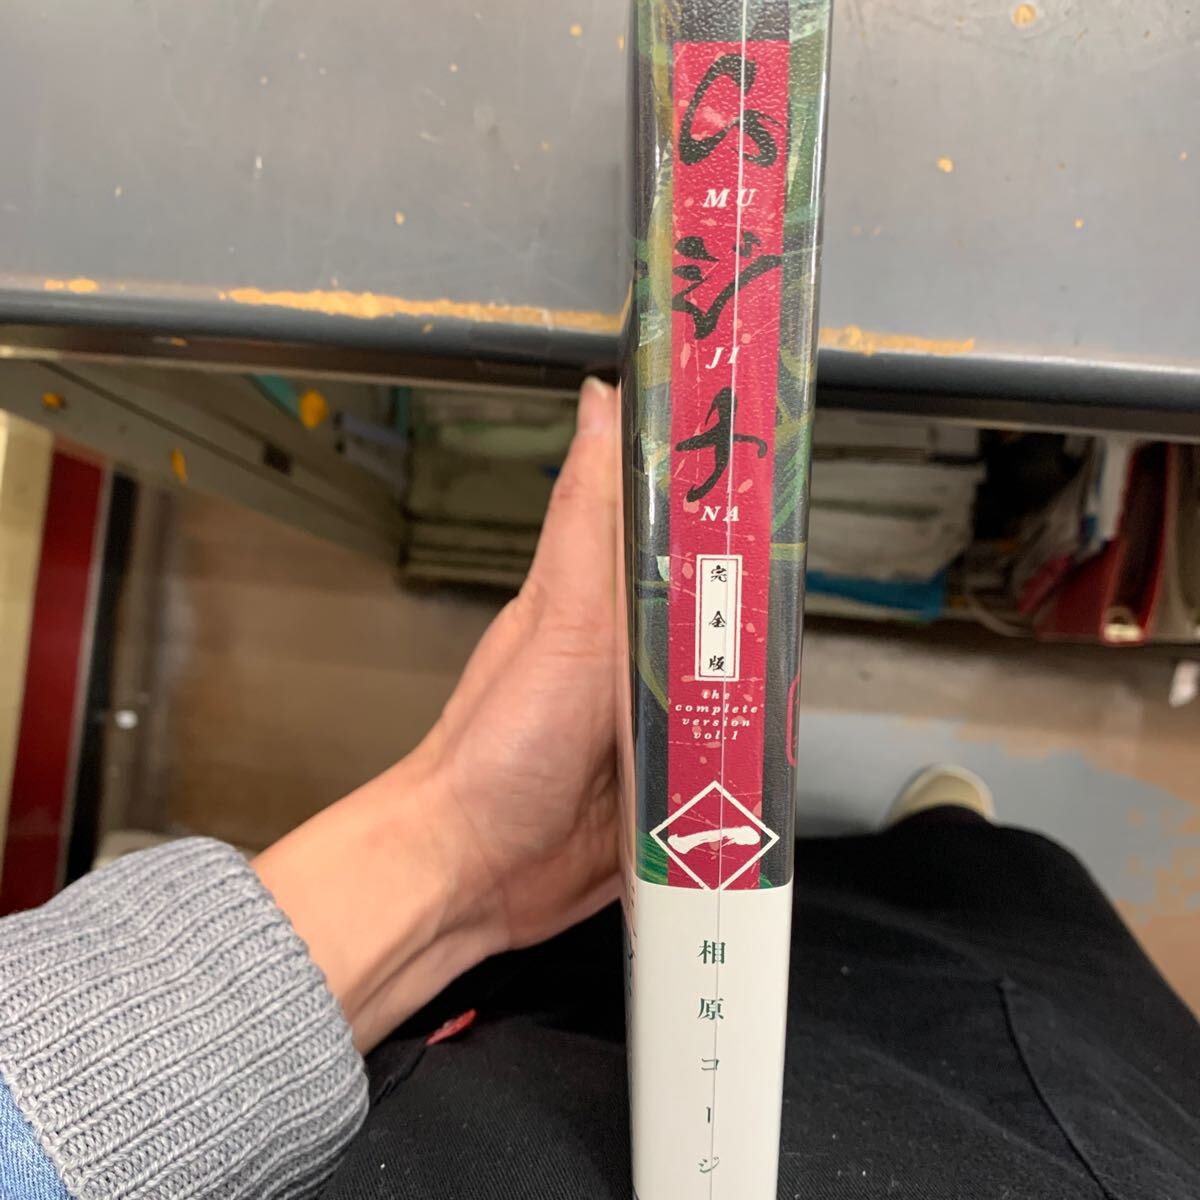 ムジナ
MU
JI
NA
完全版
the
complete
version
vol.1
一
相原コージ